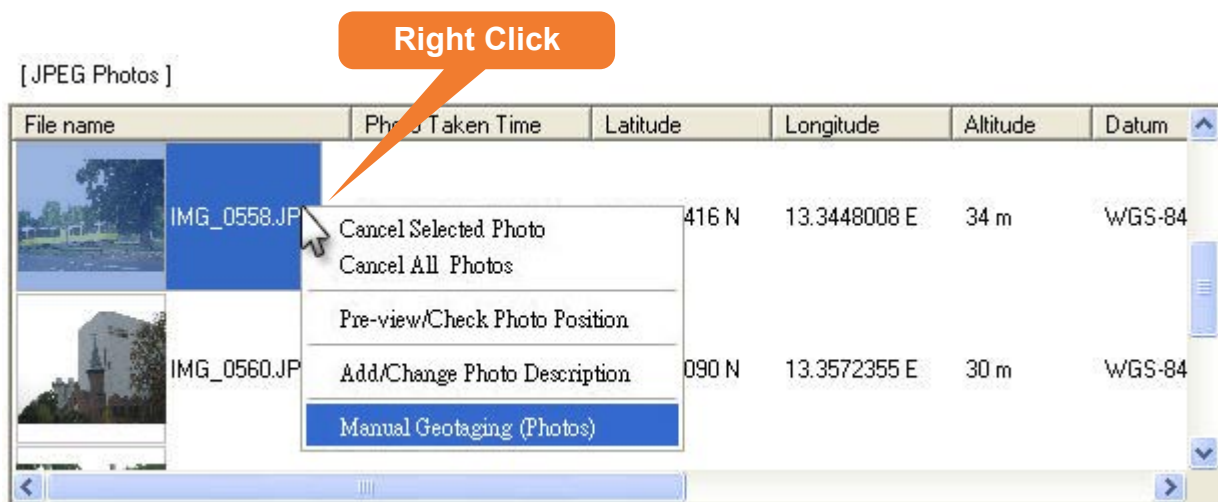 Right Click
[ JPEG Photos ]
File name Photo Taken Time Latitude Longitude Altitude Datum
IMG_0558.JP 416 N 13.3448008 E 34 m WGS-84
Cancel Selected Photo
Cancel All Photos
Pre-view/Check Photo Position
IMG_0560.JP 090 N 13.3572355 E 30 m WGS-84
Add/Change Photo Description
Manual Geotaging (Photos)